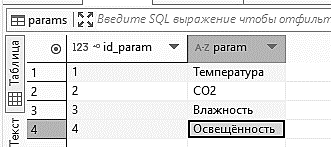 params
Введите SQL выражение чтобы отфильт
Таблица
Текст
123 id_param
A-Z param
1 1 Температура
2 2 CO2
3 3 Влажность
4 4 Освещённость